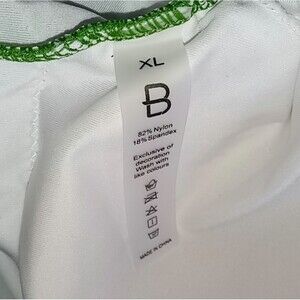 XL
B
82% Nylon
18% Spandex
Exclusive of
decoration
Wash with
like colours
MADE IN CHINA